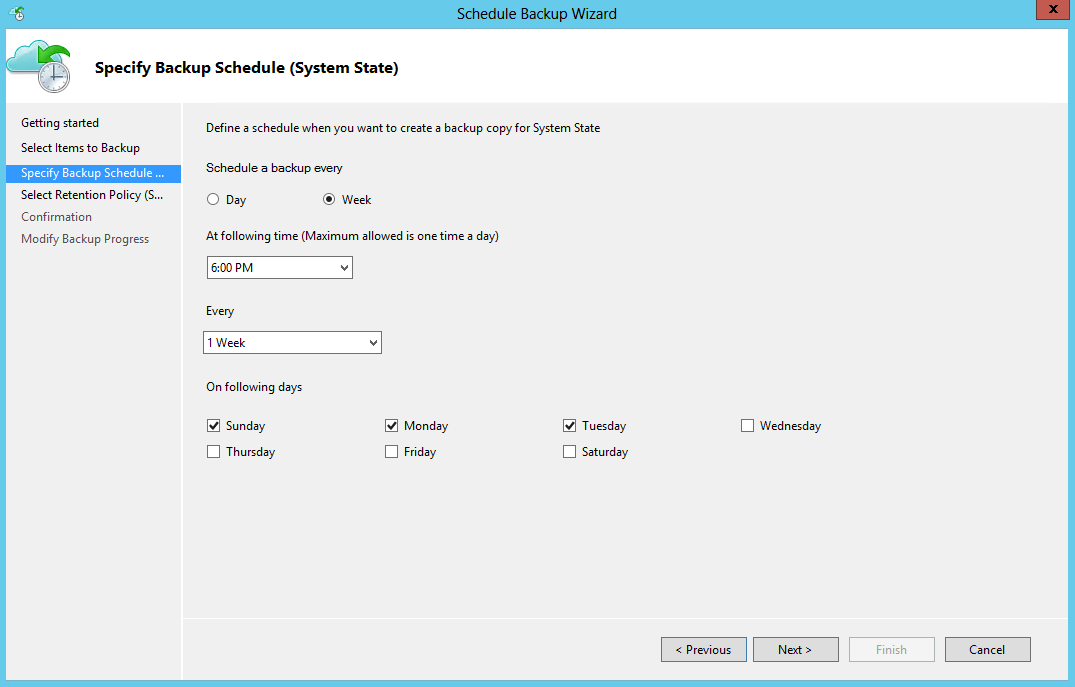 Schedule Backup Wizard
x
Specify Backup Schedule (System State)
Getting started
Select Items to Backup
Specify Backup Schedule ...
Select Retention Policy (S...
Confirmation
Modify Backup Progress
Define a schedule when you want to create a backup copy for System State
Schedule a backup every
Day Week
At following time (Maximum allowed is one time a day)
6:00 PM
Every
1 Week
On following days
Sunday Monday Tuesday Wednesday
Thursday Friday Saturday
< Previous Next > Finish Cancel